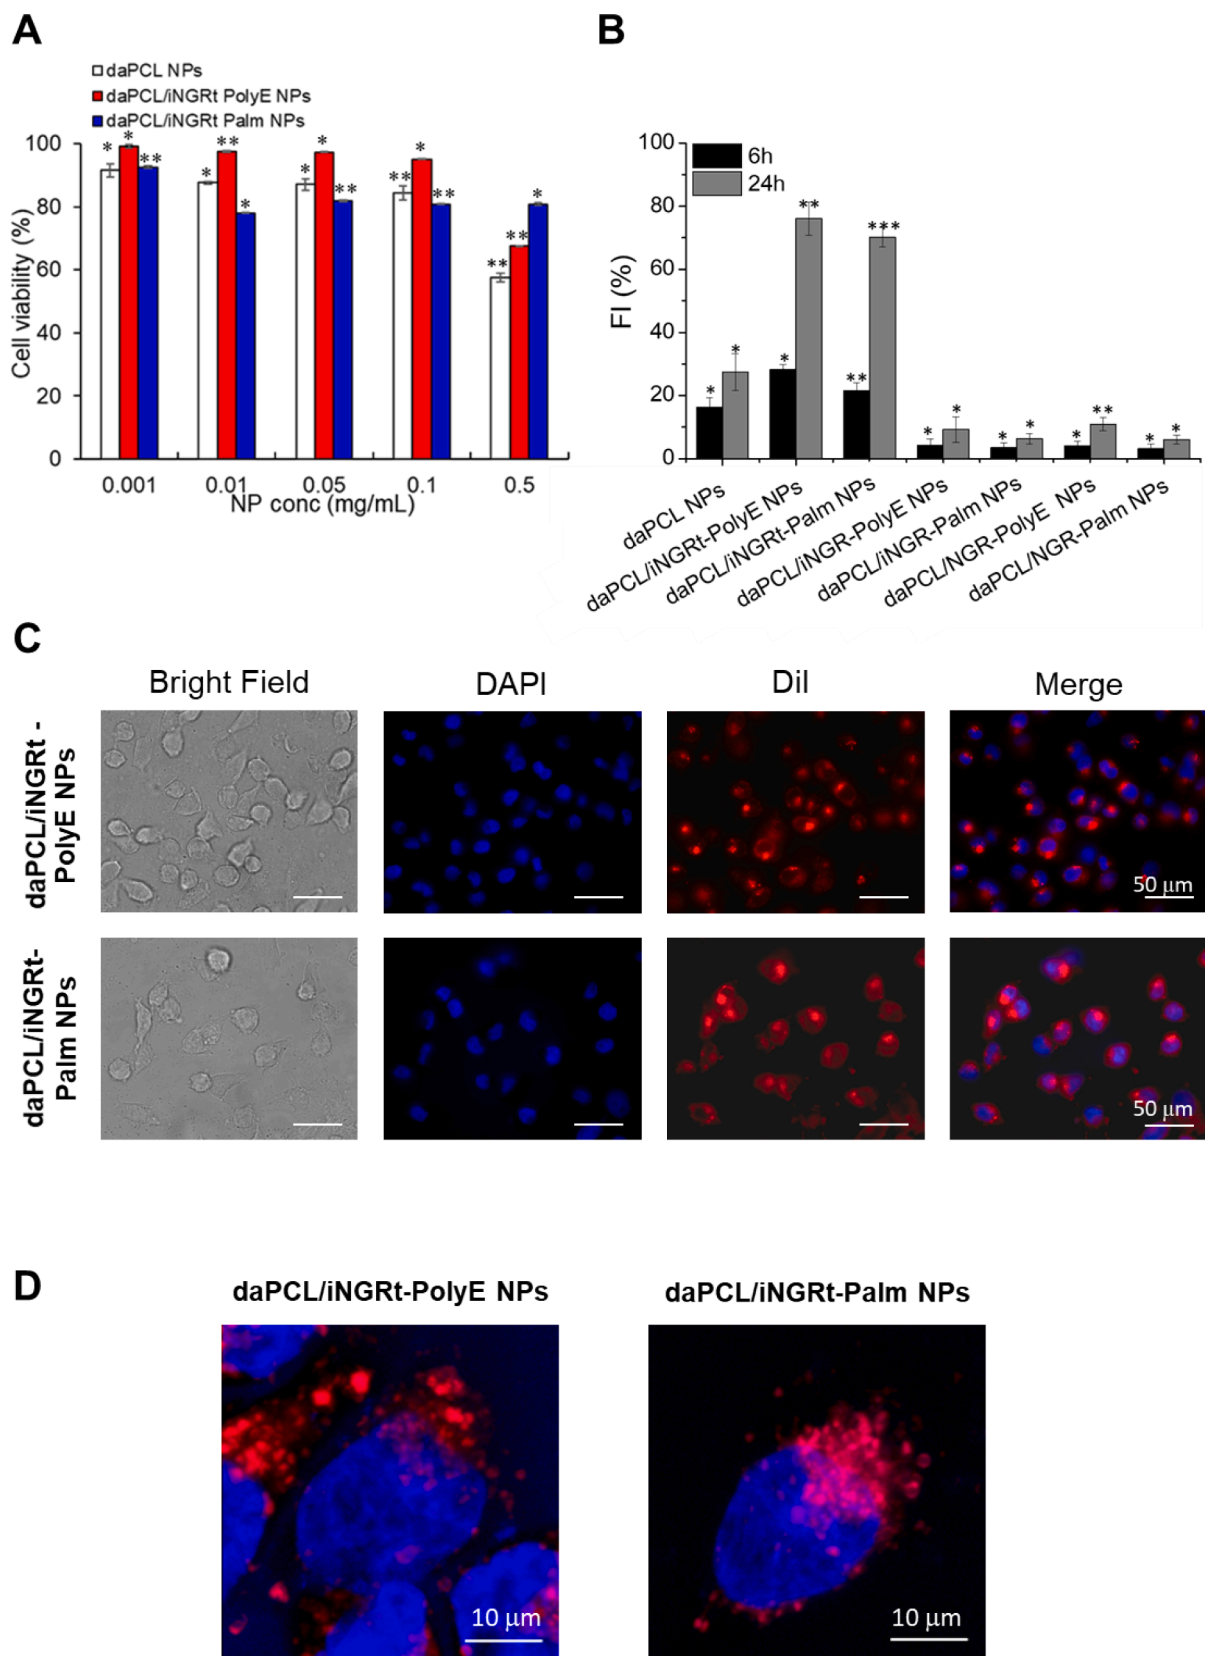 A
daPCL NPs
daPCL/iNGRt PolyE NPs
daPCL/iNGRt Palm NPs
Cell viability (%)
100
80
60
40
20
0
* * **
* ** *
* * **
** * **
** ** *
0.001 0.01 0.05 0.1 0.5
NP conc (mg/mL)
B
6h
24h
FI (%)
100
80
60
40
20
0
* *
* **
** ***
* *
* *
* **
* *
daPCL NPs
daPCL/iNGRt-PolyE NPs
daPCL/iNGRt-Palm NPs
daPCL/iNGR-PolyE NPs
daPCL/iNGR-Palm NPs
daPCL/NGR-PolyE NPs
daPCL/NGR-Palm NPs
C
Bright Field DAPI DiI Merge
daPCL/iNGRt -
PolyE NPs
50 μm
daPCL/iNGRt-
Palm NPs
50 μm
D
daPCL/iNGRt-PolyE NPs daPCL/iNGRt-Palm NPs
10 μm 10 μm